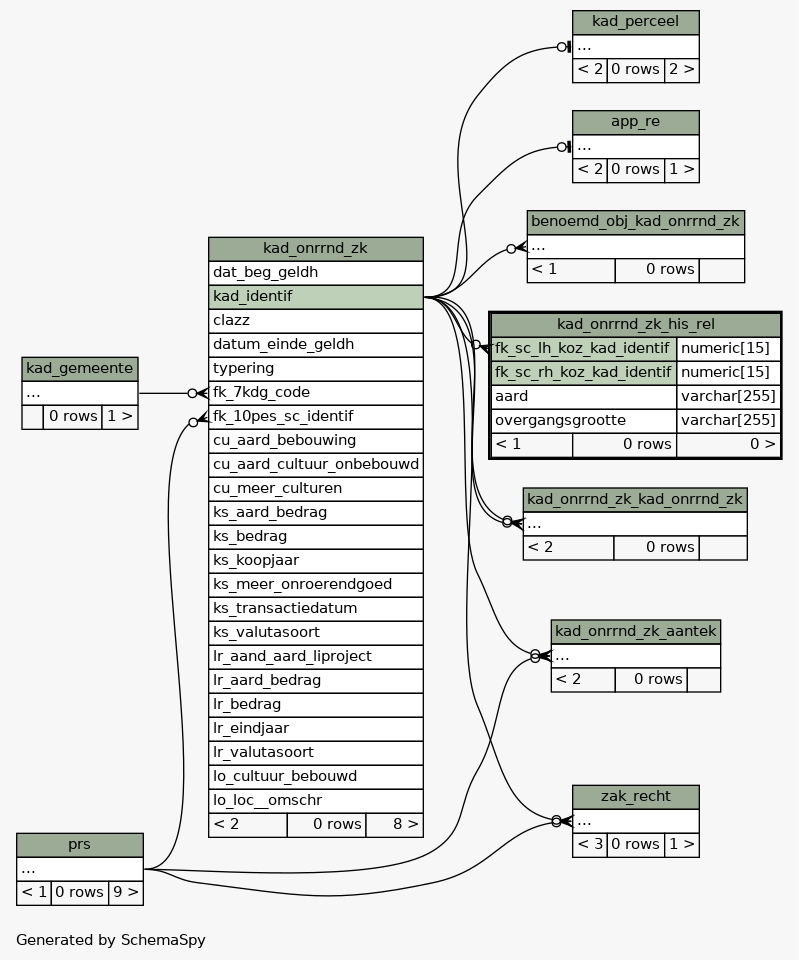 kad_perceel
...
< 2 0 rows 2 >
app_re
...
< 2 0 rows 1 >
benoemd_obj_kad_onrrnd_zk
...
< 1 0 rows
kad_onrrnd_zk
dat_beg_geldh
kad_identif
clazz
datum_einde_geldh
typering
fk_7kdg_code
fk_10pes_sc_identif
cu_aard_bebouwing
cu_aard_cultuur_onbebouwd
cu_meer_culturen
ks_aard_bedrag
ks_bedrag
ks_koopjaar
ks_meer_onroerendgoed
ks_transactiedatum
ks_valutasoort
lr_aand_aard_liproject
lr_aard_bedrag
lr_bedrag
lr_eindjaar
lr_valutasoort
lo_cultuur_bebouwd
lo_loc__omschr
< 2 0 rows 8 >
kad_onrrnd_zk_his_rel
fk_sc_lh_koz_kad_identif numeric[15]
fk_sc_rh_koz_kad_identif numeric[15]
aard varchar[255]
overgangsgrootte varchar[255]
< 1 0 rows 0 >
kad_gemeente
...
0 rows 1 >
kad_onrrnd_zk_kad_onrrnd_zk
...
< 2 0 rows
kad_onrrnd_zk_aantek
...
< 2 0 rows
zak_recht
...
< 3 0 rows 1 >
prs
...
< 1 0 rows 9 >
Generated by SchemaSpy